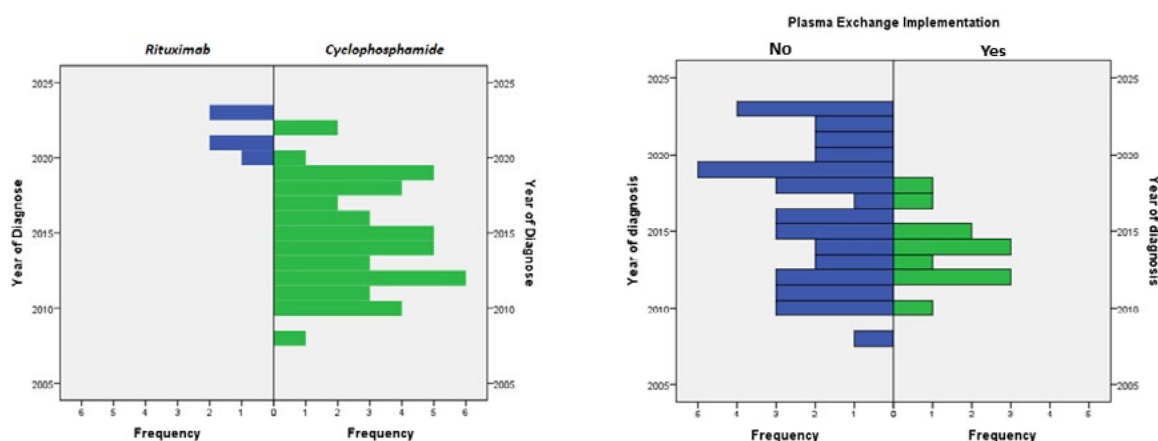 Rituximab Cyclophosphamide
2025 2025
2020 2020
2015 2015
2010 2010
2005 2005
Year of Diagnose
Year of Diagnose
6 5 4 3 2 1 0 1 2 3 4 5 6
Frequency Frequency
Plasma Exchange Implementation
No Yes
2025 2025
2020 2020
2015 2015
2010 2010
2005 2005
Year of diagnosis
Year of diagnosis
5 4 3 2 1 0 1 2 3 4 5
Frequency Frequency